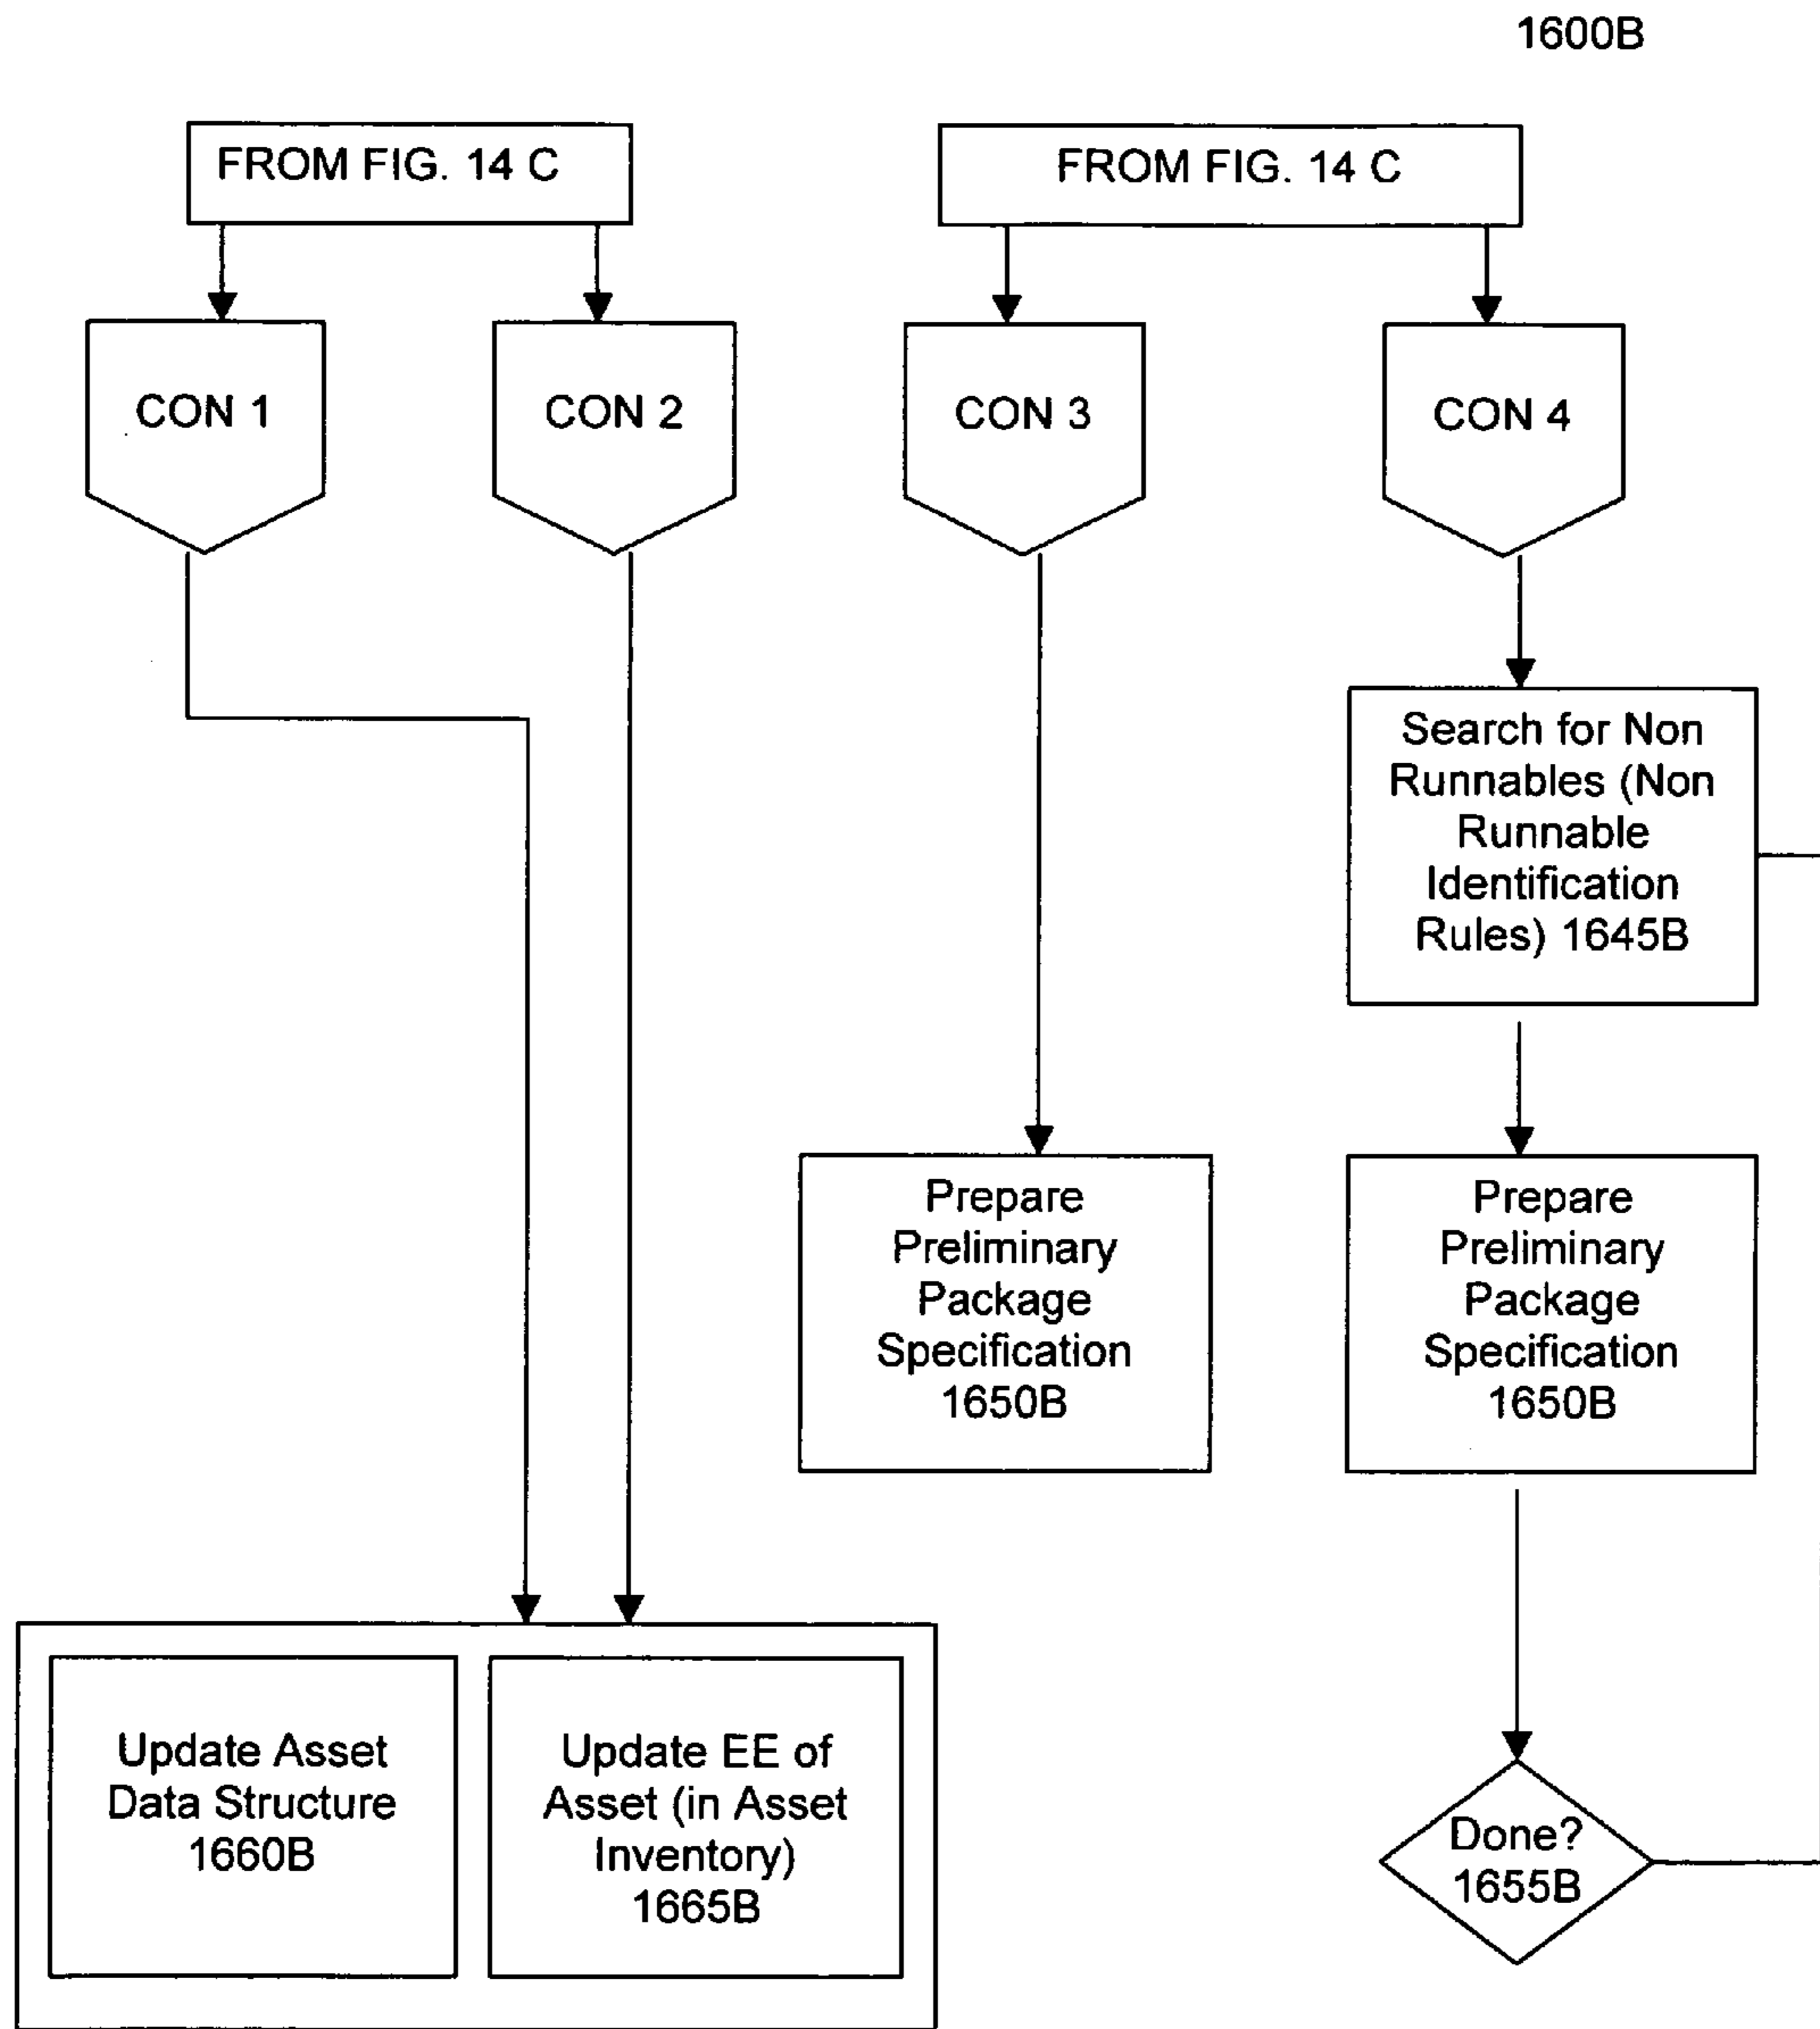 1600B
FROM FIG. 14 C
FROM FIG. 14 C
CON 1
CON 2
CON 3
CON 4
Search for Non
Runnables (Non
Runnable
Identification
Rules) 1645B
Prepare
Preliminary
Package
Specification
1650B
Prepare
Preliminary
Package
Specification
1650B
Update Asset
Data Structure
1660B
Update EE of
Asset (in Asset
Inventory)
1665B
Done?
1655B